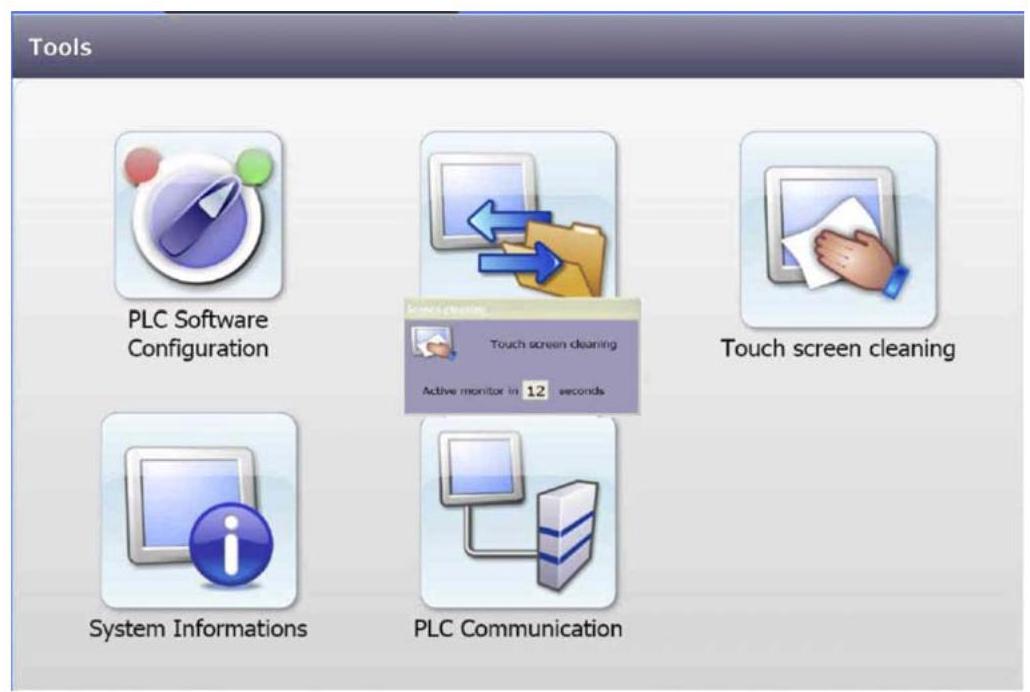 Tools
PLC Software
Configuration
Screen cleaning
Touch screen cleaning
Active monitor in 12 seconds
Touch screen cleaning
System Informations
PLC Communication